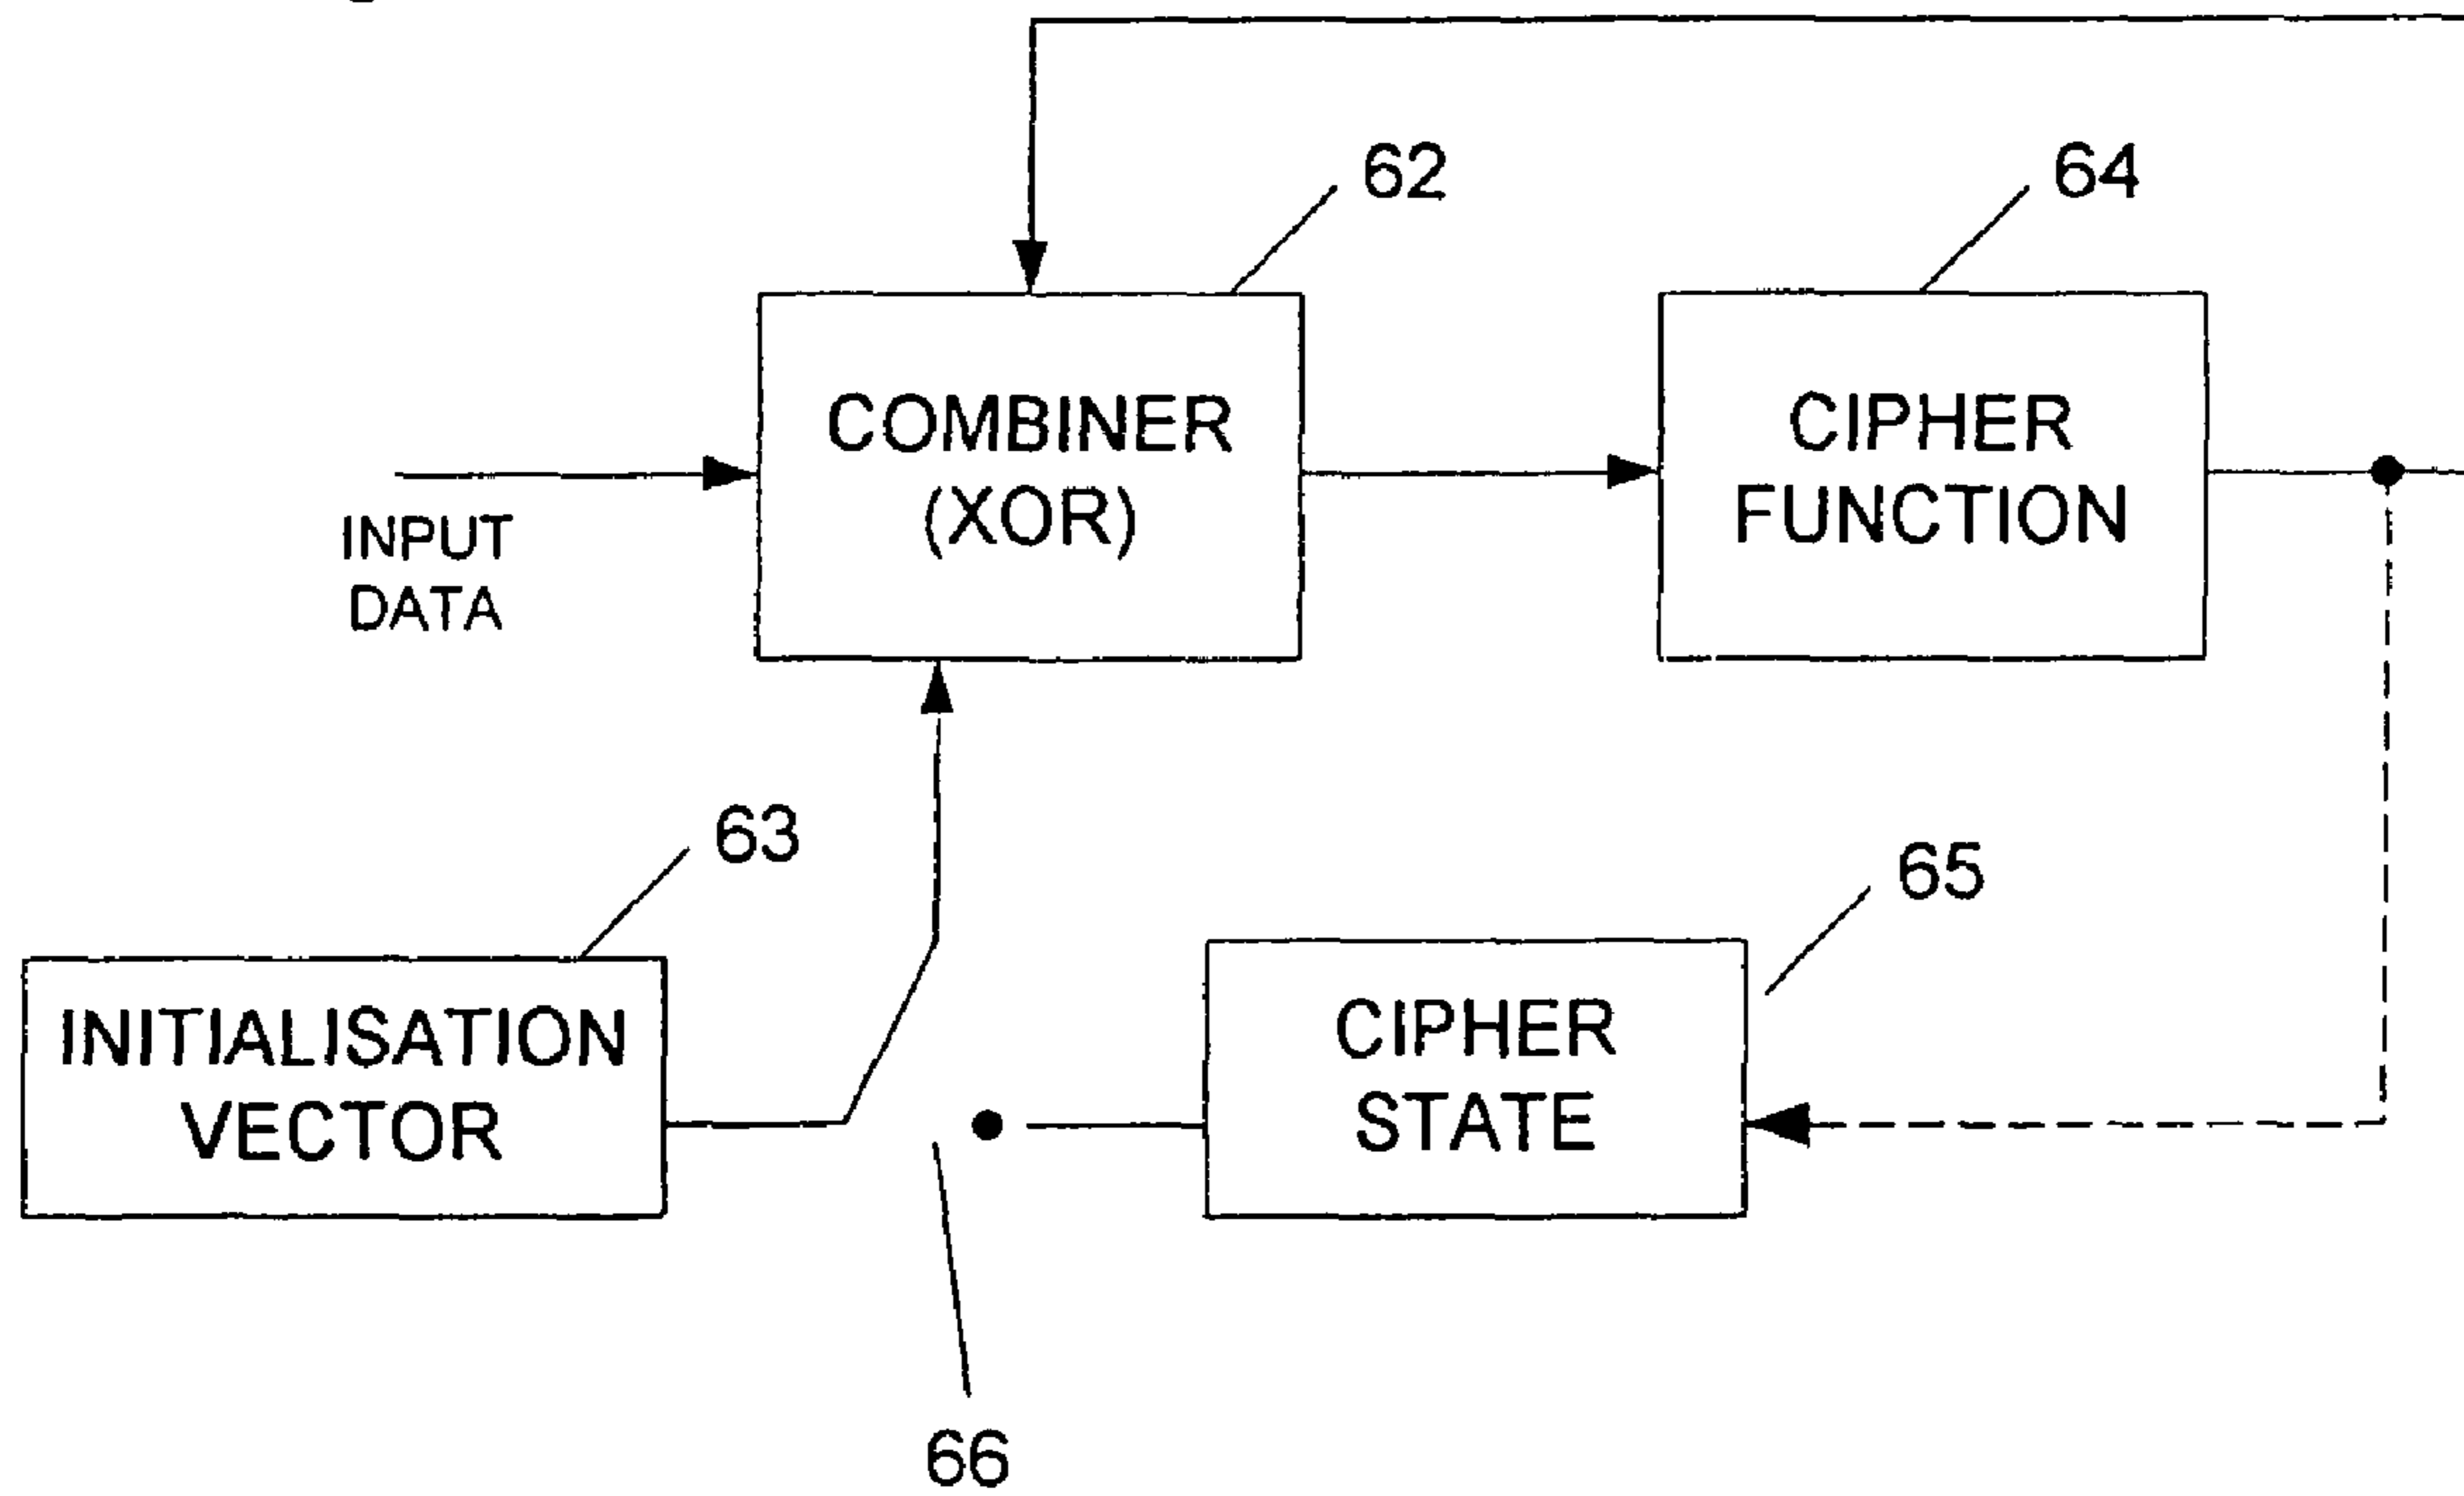 62
64
COMBINER
(XOR)
CIPHER
FUNCTION
INPUT
DATA
63
65
INITIALISATION
VECTOR
CIPHER
STATE
66